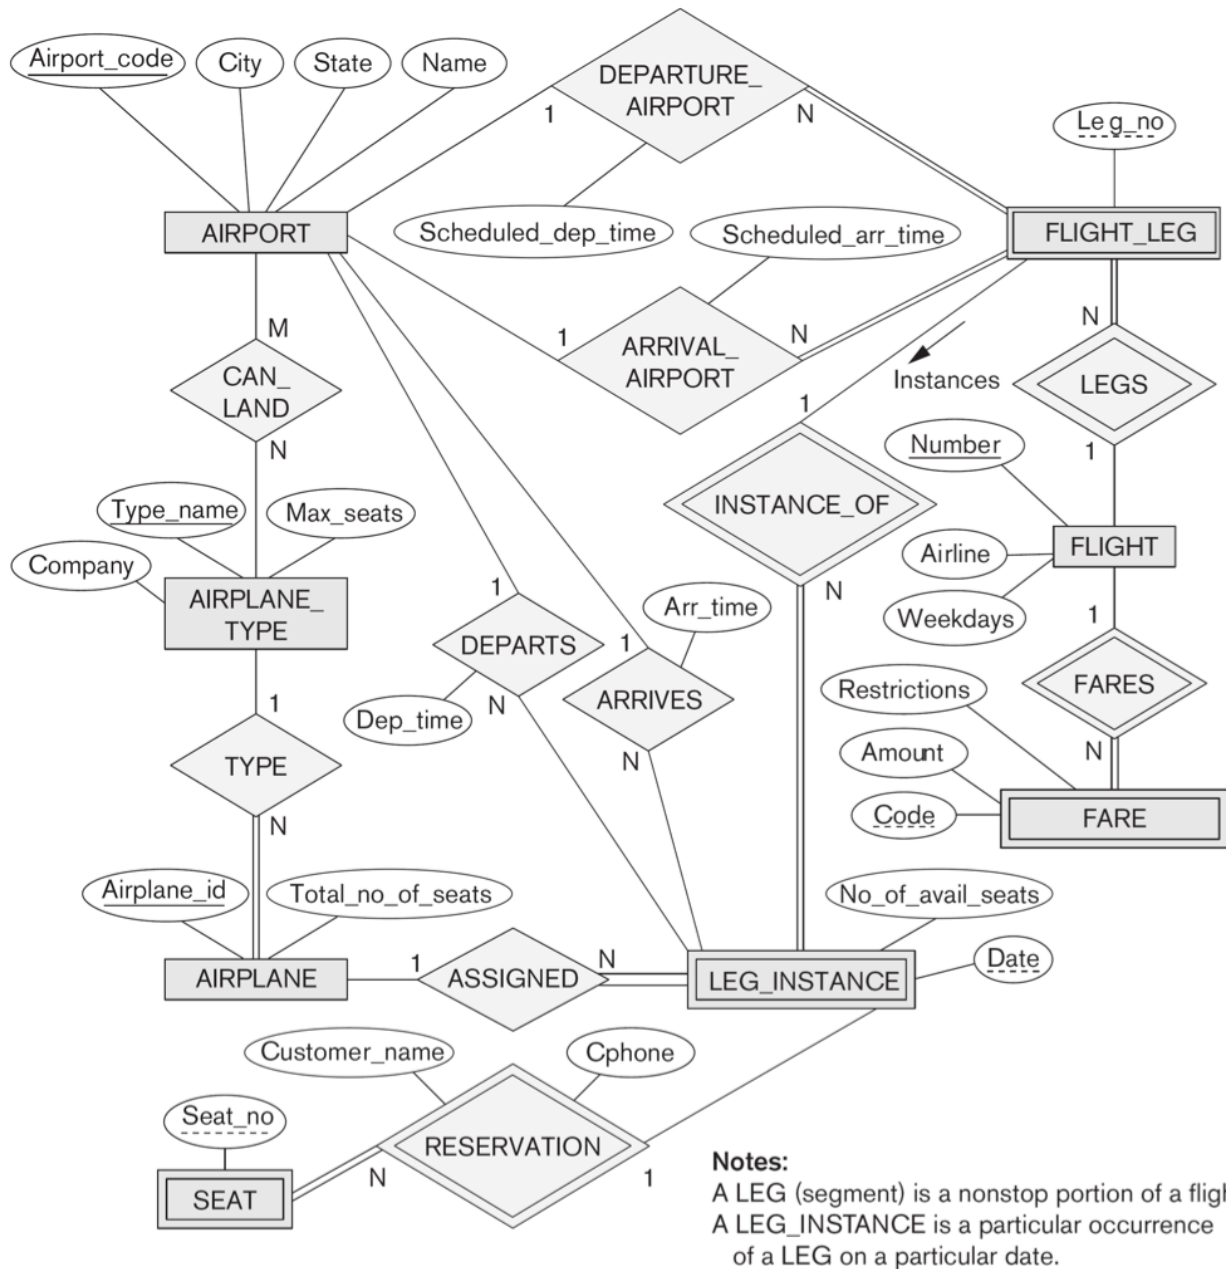 Airport_code
City
State
Name
DEPARTURE_
AIRPORT
1
N
Leg_no
AIRPORT
Scheduled_dep_time
Scheduled_arr_time
FLIGHT_LEG
M
1
ARRIVAL_
AIRPORT
N
N
CAN_
LAND
Instances
LEGS
1
N
1
Number
Type_name
Max_seats
INSTANCE_OF
Company
Airline
FLIGHT
AIRPLANE_
TYPE
1
Arr_time
N
Weekdays
1
DEPARTS
1
1
N
ARRIVES
Restrictions
FARES
Dep_time
TYPE
N
Amount
N
N
Code
FARE
Airplane_id
Total_no_of_seats
No_of_avail_seats
AIRPLANE
1
ASSIGNED
N
LEG_INSTANCE
Date
Customer_name
Cphone
Seat_no
RESERVATION
SEAT
N
1
Notes:
A LEG (segment) is a nonstop portion of a fligh
A LEG_INSTANCE is a particular occurrence
of a LEG on a particular date.